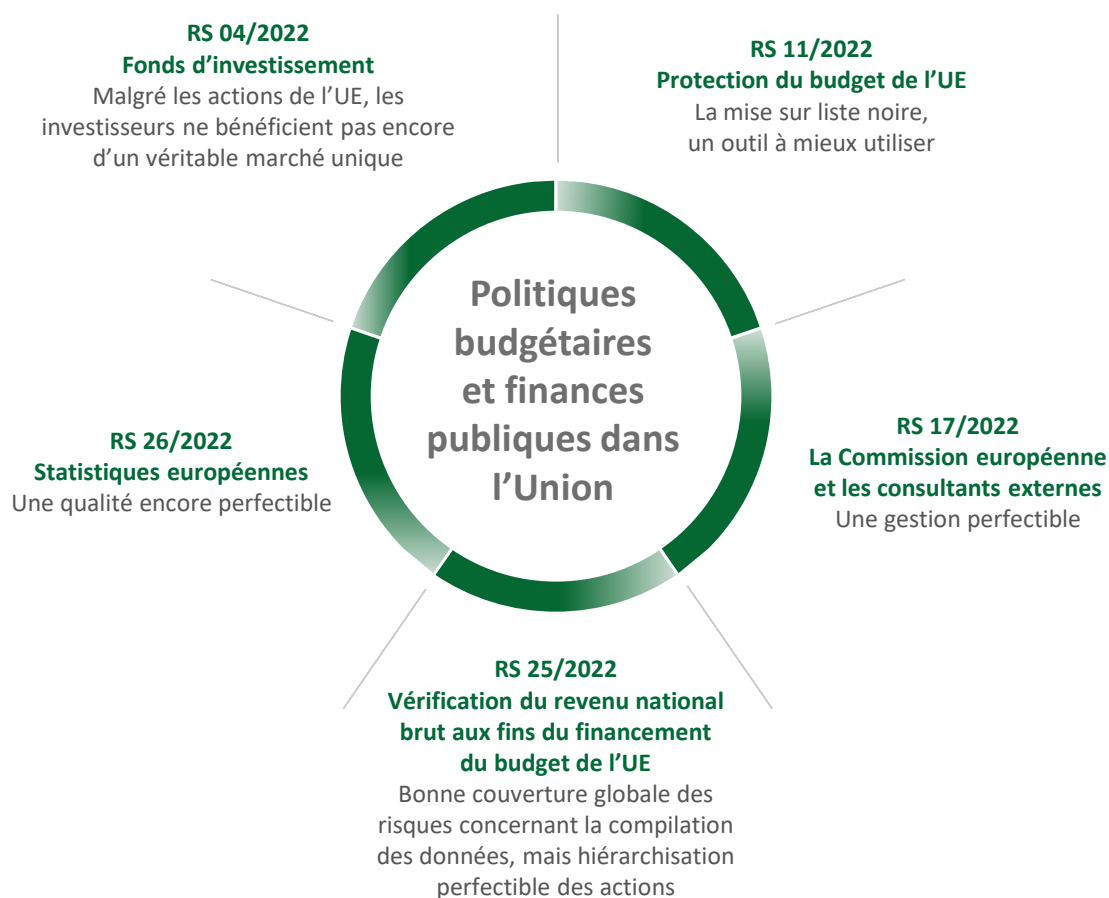 RS 04/2022
Fonds d’investissement
Malgré les actions de l’UE, les
investisseurs ne bénéficient pas encore
d’un véritable marché unique
RS 11/2022
Protection du budget de l’UE
La mise sur liste noire,
un outil à mieux utiliser
Politiques
budgétaires
et finances
publiques dans
l’Union
RS 26/2022
Statistiques européennes
Une qualité encore perfectible
RS 17/2022
La Commission européenne
et les consultants externes
Une gestion perfectible
RS 25/2022
Vérification du revenu national
brut aux fins du financement
du budget de l’UE
Bonne couverture globale des
risques concernant la compilation
des données, mais hiérarchisation
perfectible des actions